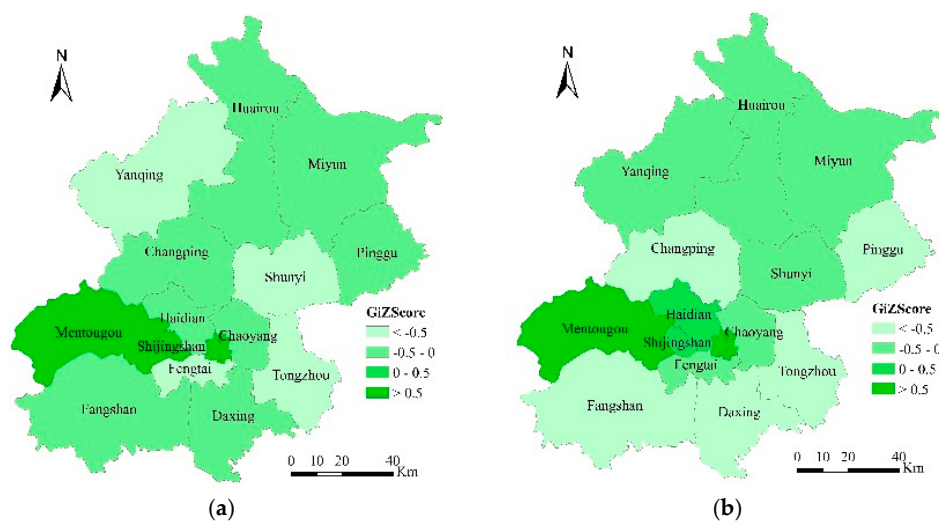 N
Huairou
Miyun
Yanqing
Changping
Pinggu
Shunyi
Mentougou
Haidian
Chaoyang
Shijingshan
Fengtai
Tongzhou
Fangshan
Daxing
GiZScore
< -0.5
-0.5 - 0
0 - 0.5
> 0.5
0 10 20 40
Km
(a)
N
Huairou
Miyun
Yanqing
Changping
Pinggu
Shunyi
Mentougou
Haidian
Chaoyang
Shijingshan
Fengtai
Tongzhou
Fangshan
Daxing
GiZScore
< -0.5
-0.5 - 0
0 - 0.5
> 0.5
0 10 20 40
Km
(b)